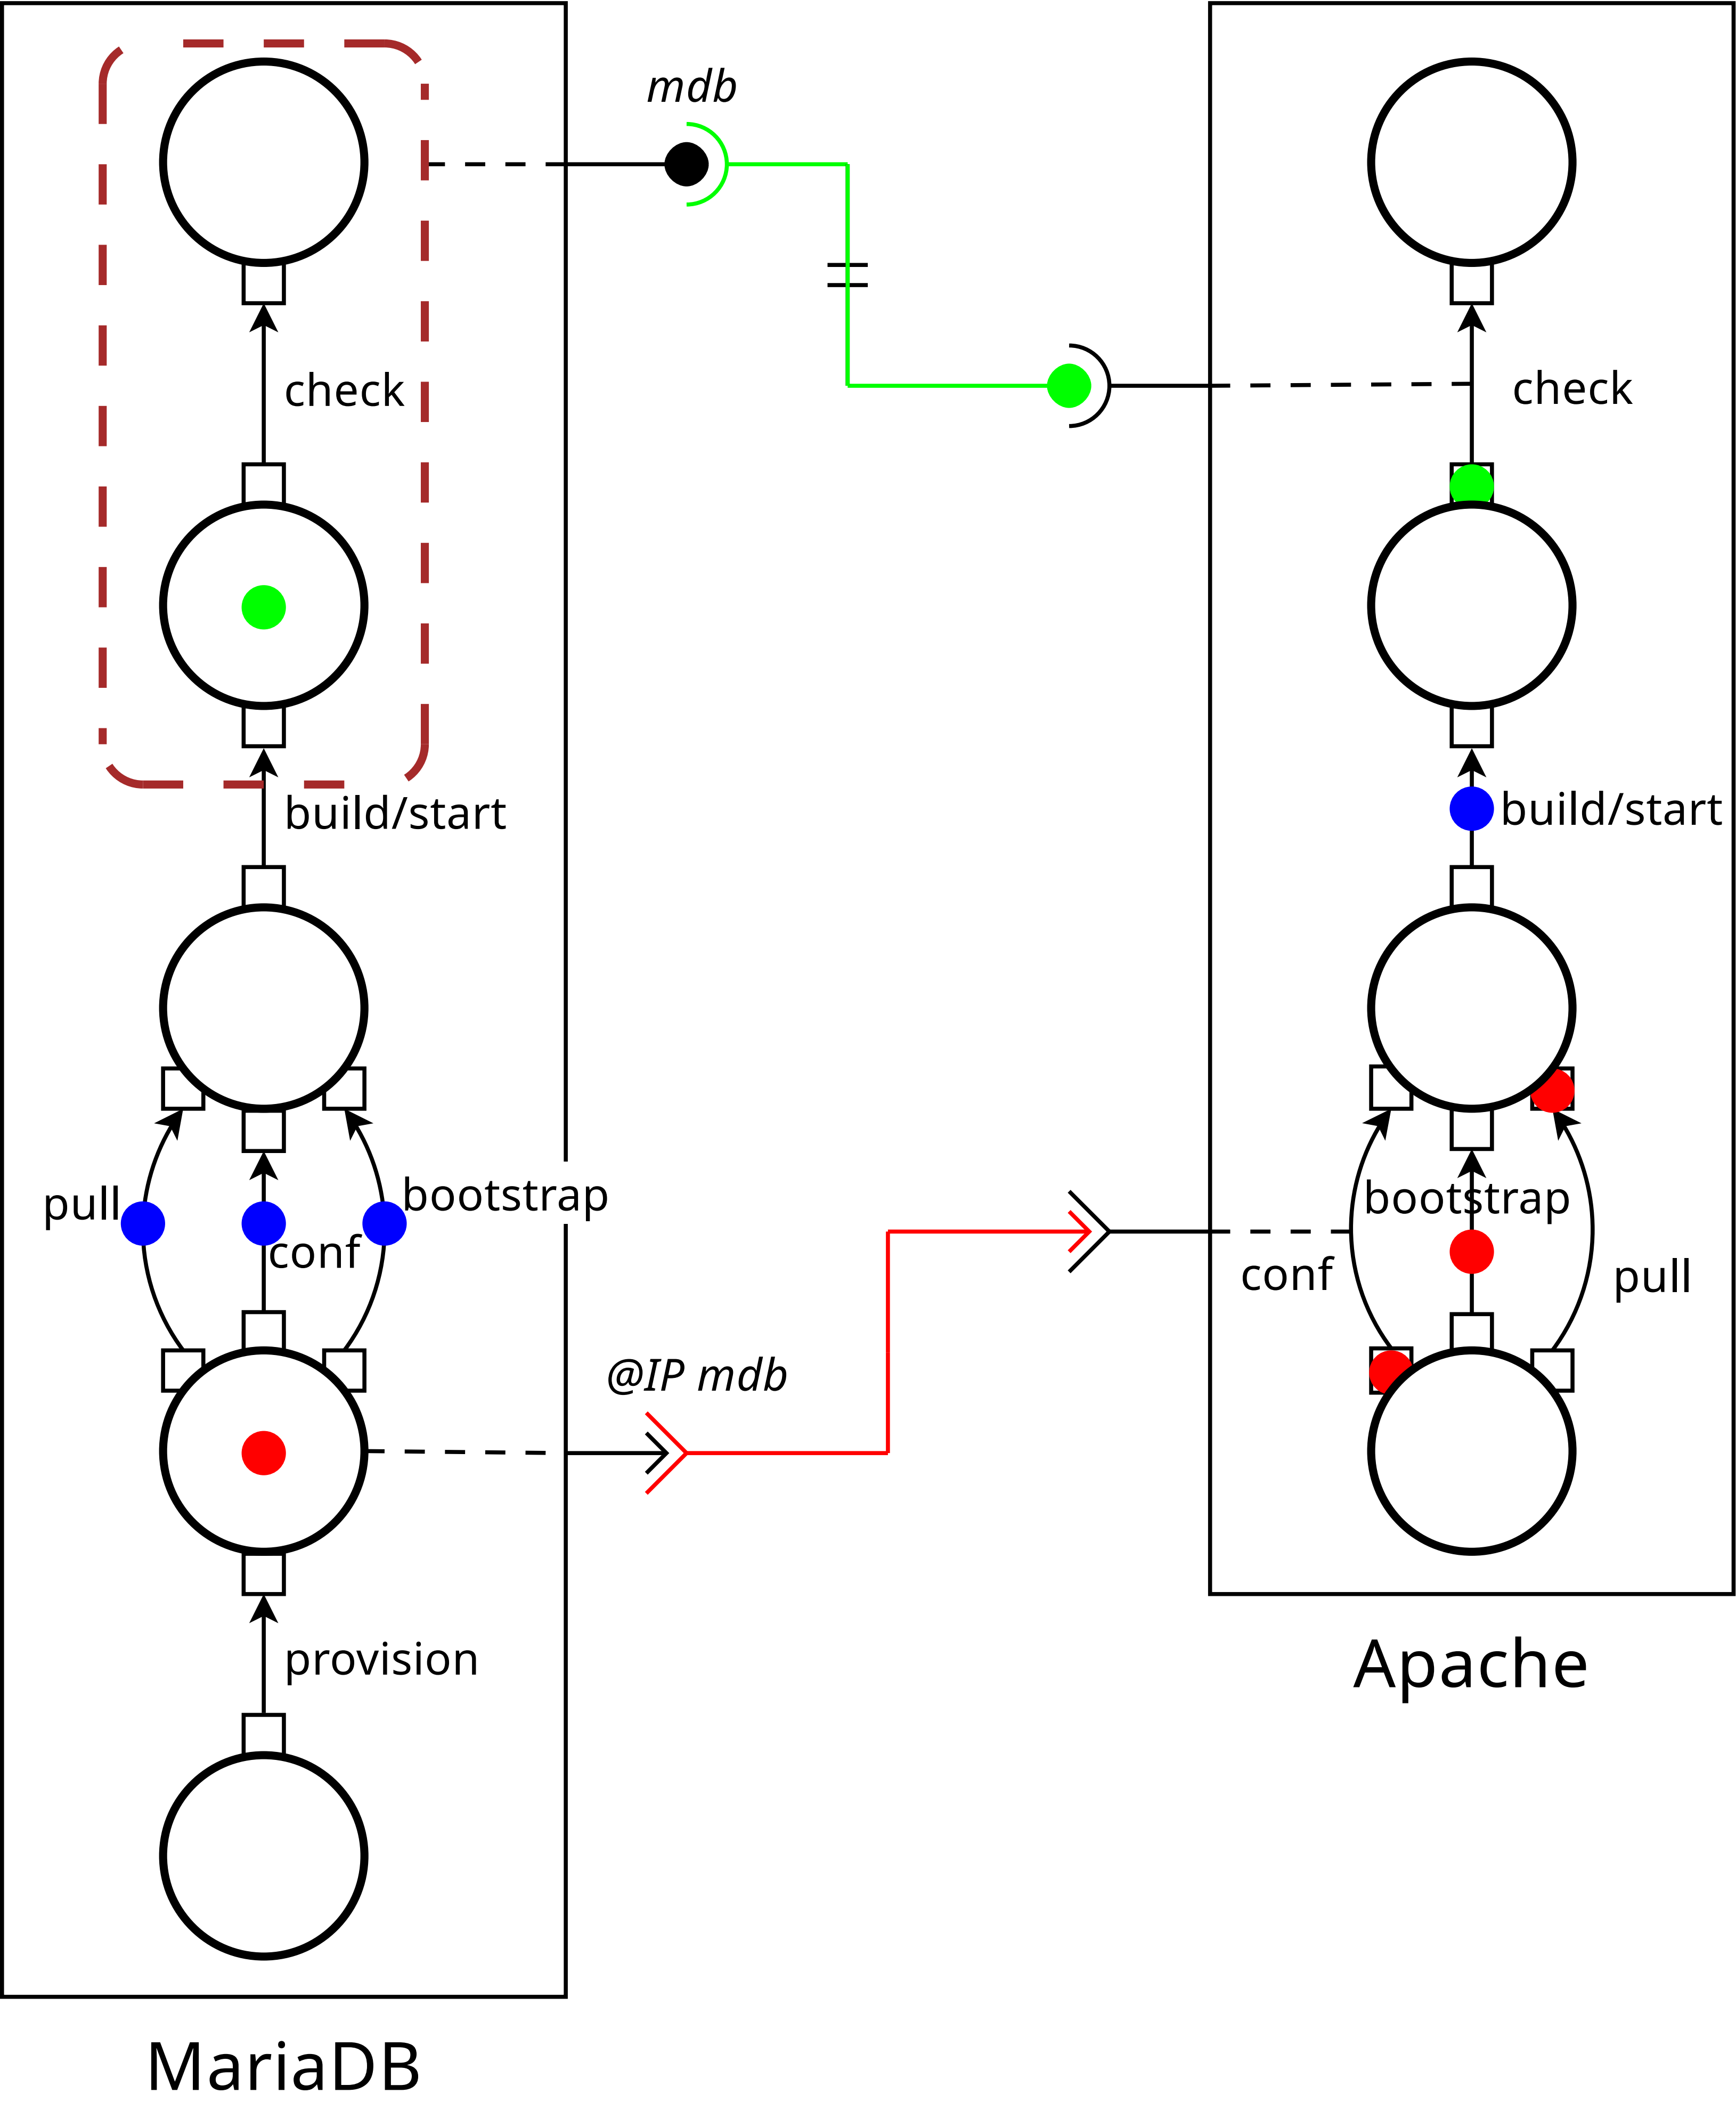 mdb
check
check
build/start
build/start
pull
bootstrap
conf
bootstrap
conf
pull
@IP mdb
provision
Apache
MariaDB